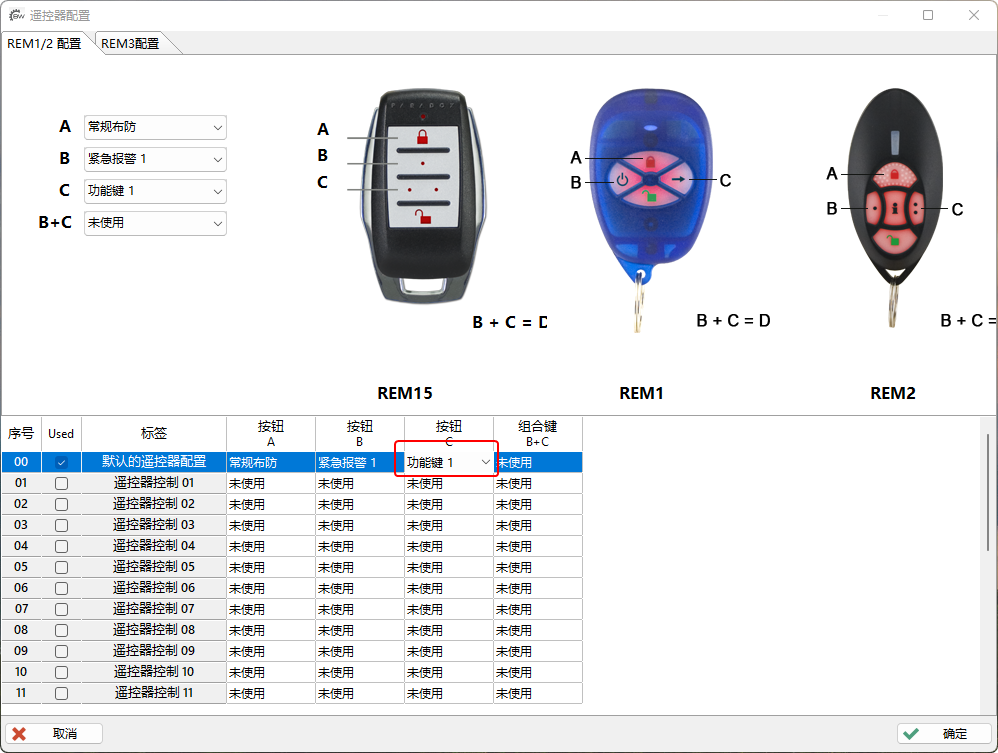 遥控器配置
REM1/2 配置 REM3配置
A 常规布防
B 紧急报警 1
C 功能键 1
B+C 未使用
A
B
C
B + C = D
REM15
A
B
C
B + C = D
REM1
A
B
C
B + C =
REM2
序号 Used 标签 按钮 A 按钮 B 按钮 C 组合键 B+C
00 默认的遥控器配置 常规布防 紧急报警 1 功能键 1 未使用
01 遥控器控制 01 未使用 未使用 未使用 未使用
02 遥控器控制 02 未使用 未使用 未使用 未使用
03 遥控器控制 03 未使用 未使用 未使用 未使用
04 遥控器控制 04 未使用 未使用 未使用 未使用
05 遥控器控制 05 未使用 未使用 未使用 未使用
06 遥控器控制 06 未使用 未使用 未使用 未使用
07 遥控器控制 07 未使用 未使用 未使用 未使用
08 遥控器控制 08 未使用 未使用 未使用 未使用
09 遥控器控制 09 未使用 未使用 未使用 未使用
10 遥控器控制 10 未使用 未使用 未使用 未使用
11 遥控器控制 11 未使用 未使用 未使用 未使用
取消 确定